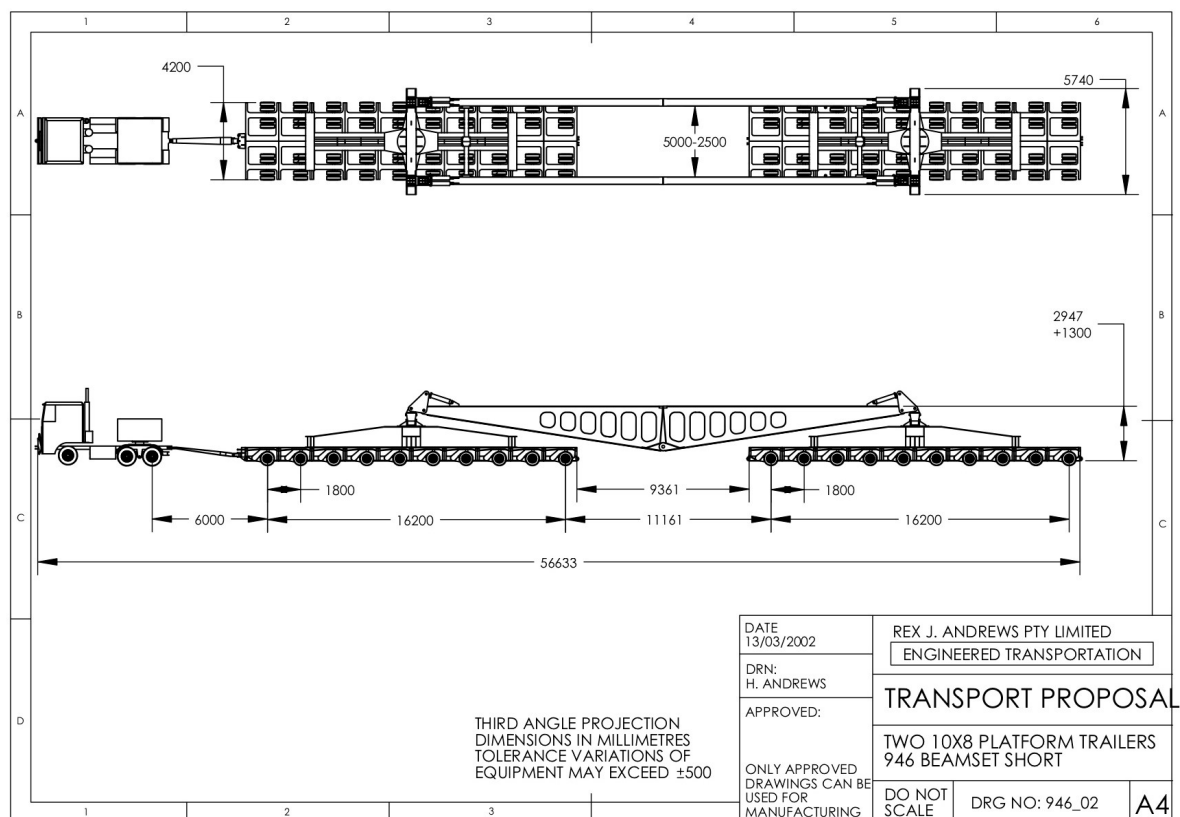 1 2 3 4 5 6
A A
4200
5740
5000-2500
B B
2947
+1300
1800 9361 1800
C C
6000 16200 11161 16200
56633
DATE
13/03/2002
REX J. ANDREWS PTY LIMITED
ENGINEERED TRANSPORTATION
DRN:
H. ANDREWS
TRANSPORT PROPOSAL
APPROVED:
D
THIRD ANGLE PROJECTION
DIMENSIONS IN MILLIMETRES
TOLERANCE VARIATIONS OF
EQUIPMENT MAY EXCEED ±500
TWO 10X8 PLATFORM TRAILERS
946 BEAMSET SHORT
ONLY APPROVED
DRAWINGS CAN BE
USED FOR
MANUFACTURING
DO NOT
SCALE
DRG NO: 946_02
A4
1 2 3